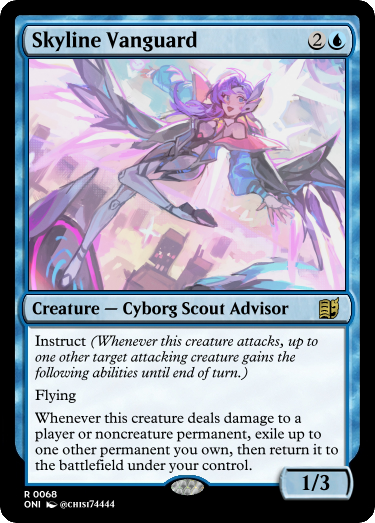 Skyline Vanguard 2
Creature — Cyborg Scout Advisor
Instruct (Whenever this creature attacks, up to
one other target attacking creature gains the
following abilities until end of turn.)
Flying
Whenever this creature deals damage to a
player or noncreature permanent, exile up to
one other permanent you own, then return it to
the battlefield under your control.
1/3
R 0068
ONI @CHISI74444